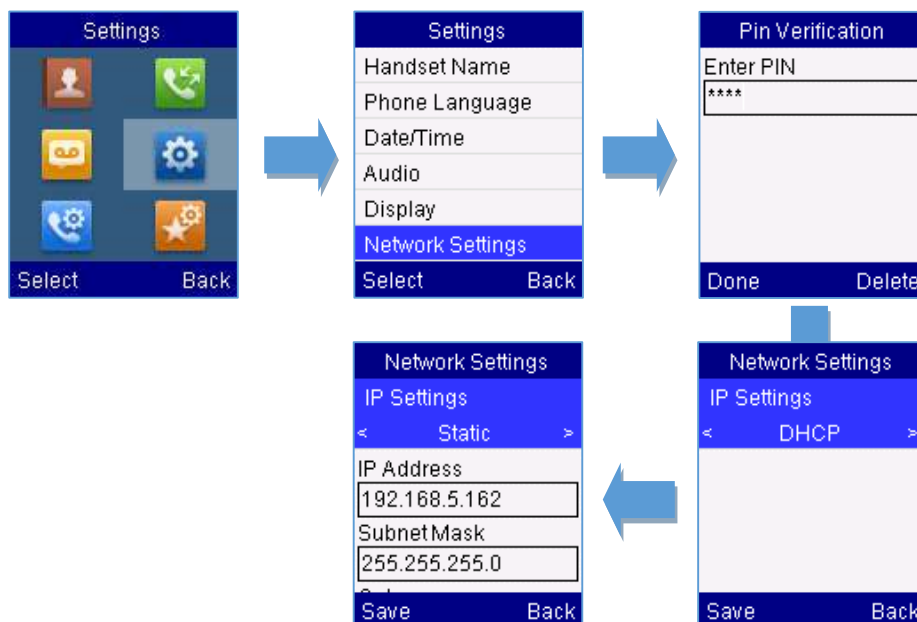 Settings
Select Back
Settings
Handset Name
Phone Language
Date/Time
Audio
Display
Network Settings
Select Back
Pin Verification
Enter PIN
****
Done Delete
Network Settings
IP Settings
< DHCP >
Save Back
Network Settings
IP Settings
< Static >
IP Address
192.168.5.162
Subnet Mask
255.255.255.0
Save Back